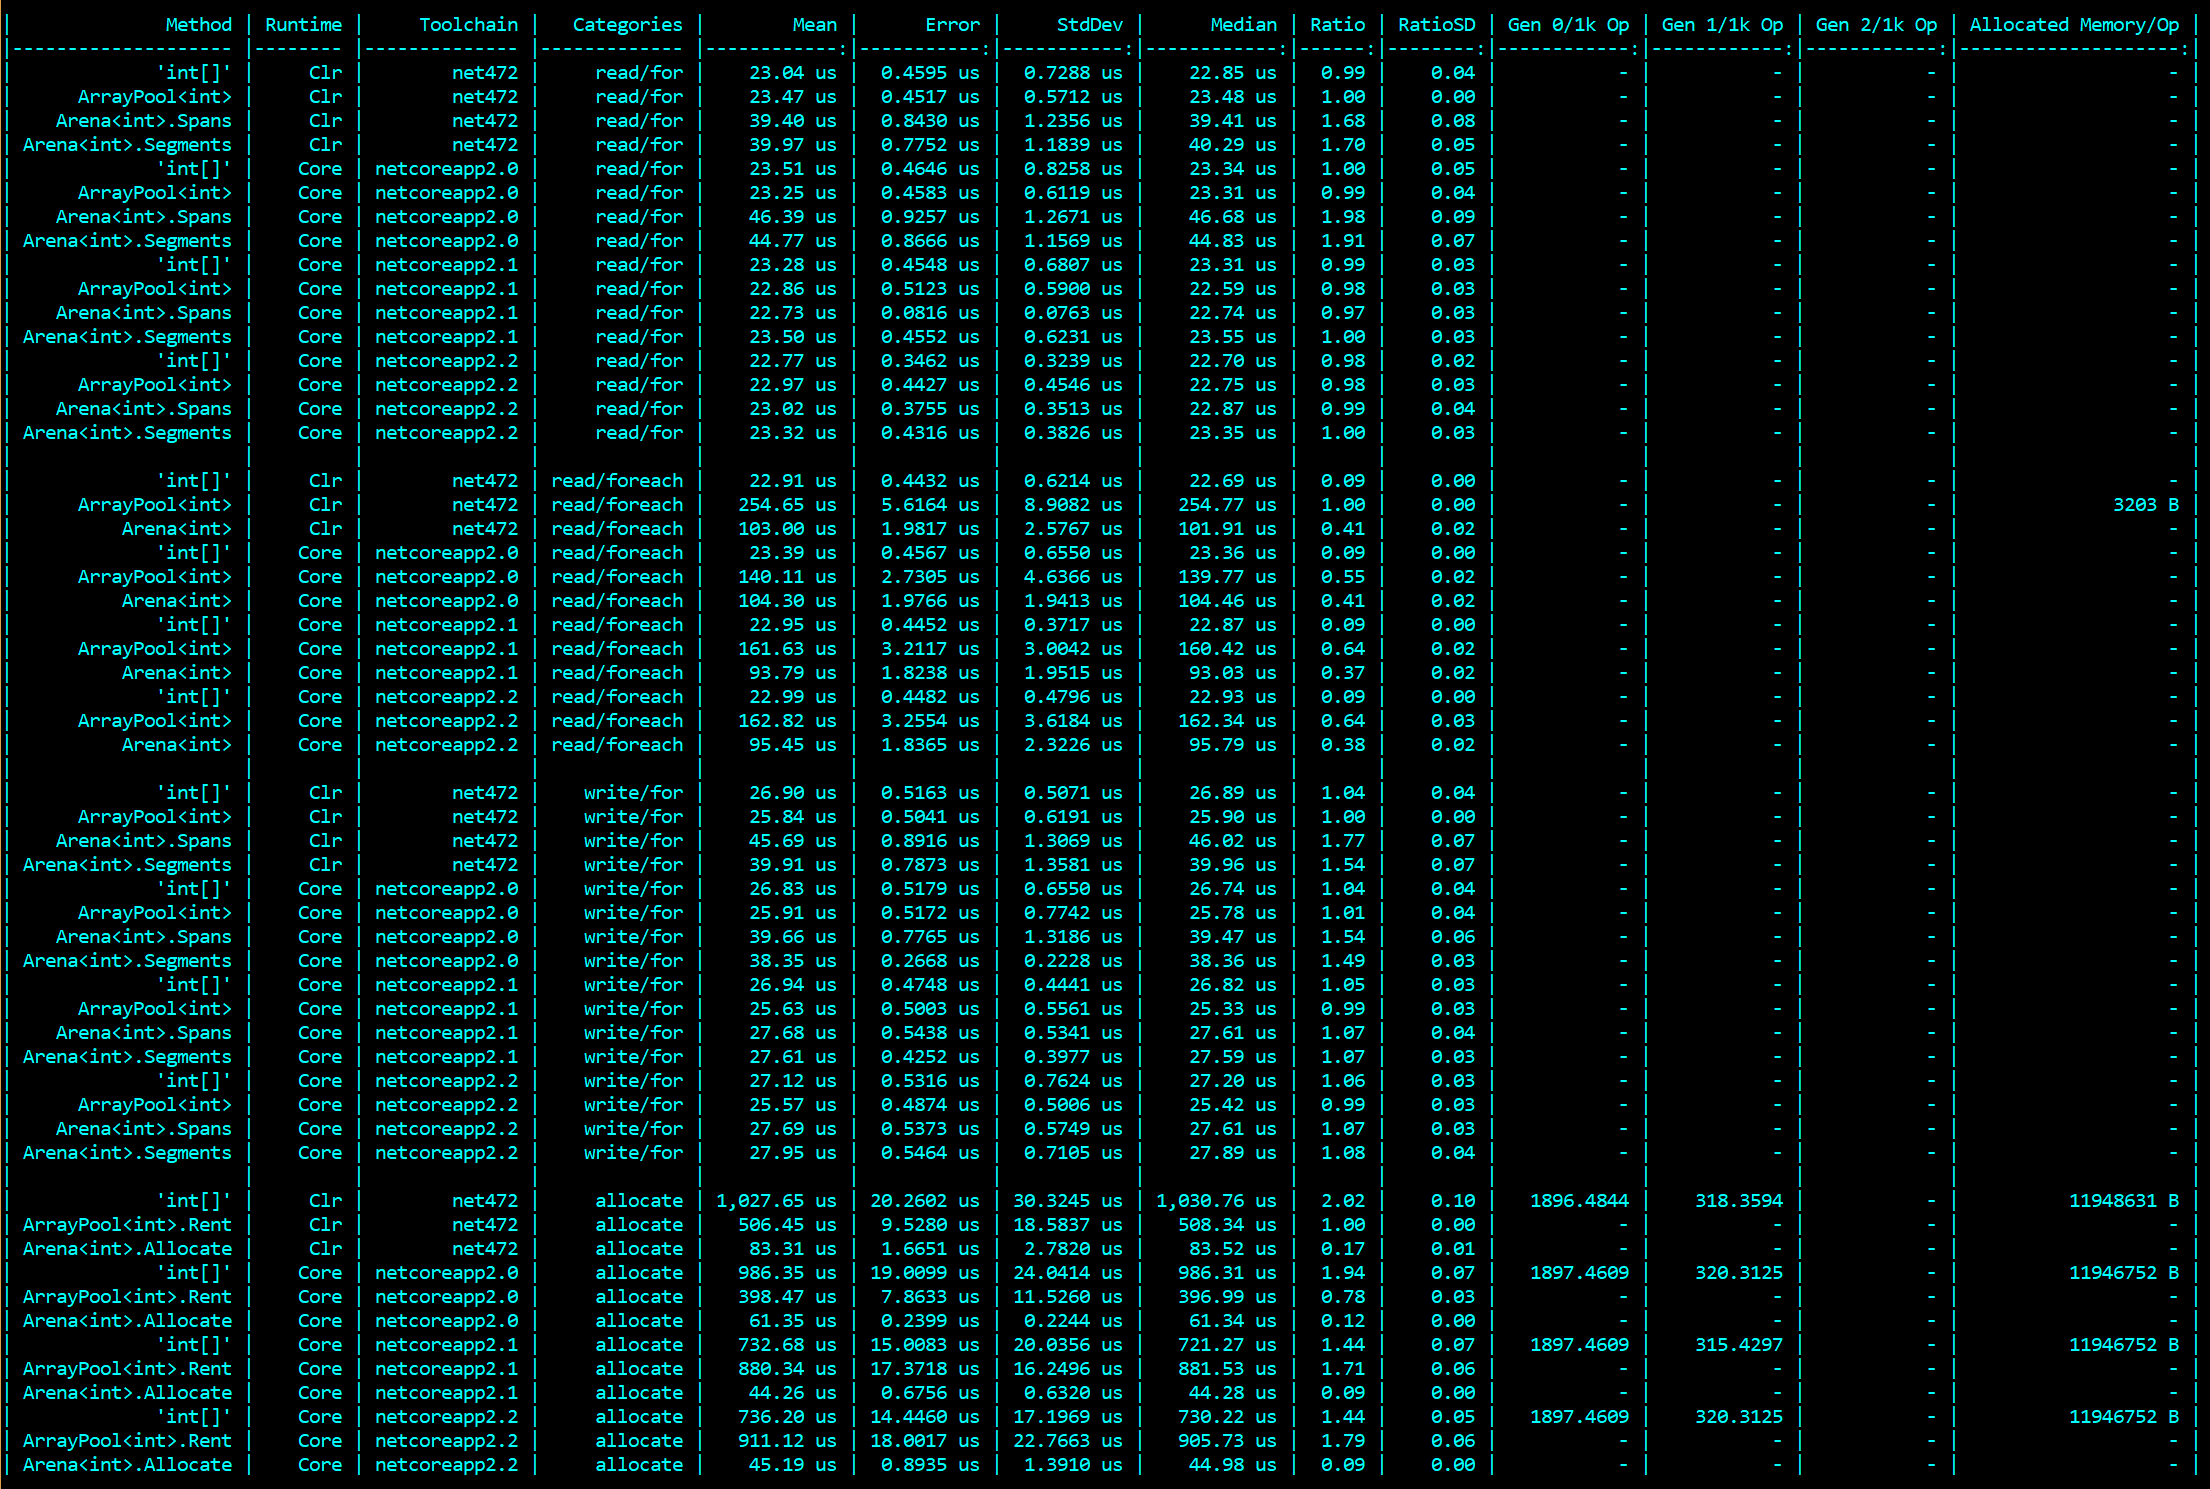 | Method | Runtime | Toolchain | Categories | Mean | Error | StdDev | Median | Ratio | RatioSD | Gen 0/1k Op | Gen 1/1k Op | Gen 2/1k Op | Allocated Memory/Op |
|-------------------- |-------- |-------------- |------------- |------------:|-----------:|-----------:|------------:|------:|--------:|------------:|------------:|------------:|--------------------:|
| 'int[]' | Clr | net472 | read/for | 23.04 us | 0.4595 us | 0.7288 us | 22.85 us | 0.99 | 0.04 | - | - | - | - |
| ArrayPool<int> | Clr | net472 | read/for | 23.47 us | 0.4517 us | 0.5712 us | 23.48 us | 1.00 | 0.00 | - | - | - | - |
| Arena<int>.Spans | Clr | net472 | read/for | 39.40 us | 0.8430 us | 1.2356 us | 39.41 us | 1.68 | 0.08 | - | - | - | - |
| Arena<int>.Segments | Clr | net472 | read/for | 39.97 us | 0.7752 us | 1.1839 us | 40.29 us | 1.70 | 0.05 | - | - | - | - |
| 'int[]' | Core | netcoreapp2.0 | read/for | 23.51 us | 0.4646 us | 0.8258 us | 23.34 us | 1.00 | 0.05 | - | - | - | - |
| ArrayPool<int> | Core | netcoreapp2.0 | read/for | 23.25 us | 0.4583 us | 0.6119 us | 23.31 us | 0.99 | 0.04 | - | - | - | - |
| Arena<int>.Spans | Core | netcoreapp2.0 | read/for | 46.39 us | 0.9257 us | 1.2671 us | 46.68 us | 1.98 | 0.09 | - | - | - | - |
| Arena<int>.Segments | Core | netcoreapp2.0 | read/for | 44.77 us | 0.8666 us | 1.1569 us | 44.83 us | 1.91 | 0.07 | - | - | - | - |
| 'int[]' | Core | netcoreapp2.1 | read/for | 23.28 us | 0.4548 us | 0.6807 us | 23.31 us | 0.99 | 0.03 | - | - | - | - |
| ArrayPool<int> | Core | netcoreapp2.1 | read/for | 22.86 us | 0.5123 us | 0.5900 us | 22.59 us | 0.98 | 0.03 | - | - | - | - |
| Arena<int>.Spans | Core | netcoreapp2.1 | read/for | 22.73 us | 0.0816 us | 0.0763 us | 22.74 us | 0.97 | 0.03 | - | - | - | - |
| Arena<int>.Segments | Core | netcoreapp2.1 | read/for | 23.50 us | 0.4552 us | 0.6231 us | 23.55 us | 1.00 | 0.03 | - | - | - | - |
| 'int[]' | Core | netcoreapp2.2 | read/for | 22.77 us | 0.3462 us | 0.3239 us | 22.70 us | 0.98 | 0.02 | - | - | - | - |
| ArrayPool<int> | Core | netcoreapp2.2 | read/for | 22.97 us | 0.4427 us | 0.4546 us | 22.75 us | 0.98 | 0.03 | - | - | - | - |
| Arena<int>.Spans | Core | netcoreapp2.2 | read/for | 23.02 us | 0.3755 us | 0.3513 us | 22.87 us | 0.99 | 0.04 | - | - | - | - |
| Arena<int>.Segments | Core | netcoreapp2.2 | read/for | 23.32 us | 0.4316 us | 0.3826 us | 23.35 us | 1.00 | 0.03 | - | - | - | - |
| | | | | | | | | | | | | | |
| 'int[]' | Clr | net472 | read/foreach | 22.91 us | 0.4432 us | 0.6214 us | 22.69 us | 0.09 | 0.00 | - | - | - | - |
| ArrayPool<int> | Clr | net472 | read/foreach | 254.65 us | 5.6164 us | 8.9082 us | 254.77 us | 1.00 | 0.00 | - | - | - | 3203 B |
| Arena<int> | Clr | net472 | read/foreach | 103.00 us | 1.9817 us | 2.5767 us | 101.91 us | 0.41 | 0.02 | - | - | - | - |
| 'int[]' | Core | netcoreapp2.0 | read/foreach | 23.39 us | 0.4567 us | 0.6550 us | 23.36 us | 0.09 | 0.00 | - | - | - | - |
| ArrayPool<int> | Core | netcoreapp2.0 | read/foreach | 140.11 us | 2.7305 us | 4.6366 us | 139.77 us | 0.55 | 0.02 | - | - | - | - |
| Arena<int> | Core | netcoreapp2.0 | read/foreach | 104.30 us | 1.9766 us | 1.9413 us | 104.46 us | 0.41 | 0.02 | - | - | - | - |
| 'int[]' | Core | netcoreapp2.1 | read/foreach | 22.95 us | 0.4452 us | 0.3717 us | 22.87 us | 0.09 | 0.00 | - | - | - | - |
| ArrayPool<int> | Core | netcoreapp2.1 | read/foreach | 161.63 us | 3.2117 us | 3.0042 us | 160.42 us | 0.64 | 0.02 | - | - | - | - |
| Arena<int> | Core | netcoreapp2.1 | read/foreach | 93.79 us | 1.8238 us | 1.9515 us | 93.03 us | 0.37 | 0.02 | - | - | - | - |
| 'int[]' | Core | netcoreapp2.2 | read/foreach | 22.99 us | 0.4482 us | 0.4796 us | 22.93 us | 0.09 | 0.00 | - | - | - | - |
| ArrayPool<int> | Core | netcoreapp2.2 | read/foreach | 162.82 us | 3.2554 us | 3.6184 us | 162.34 us | 0.64 | 0.03 | - | - | - | - |
| Arena<int> | Core | netcoreapp2.2 | read/foreach | 95.45 us | 1.8365 us | 2.3226 us | 95.79 us | 0.38 | 0.02 | - | - | - | - |
| | | | | | | | | | | | | | |
| 'int[]' | Clr | net472 | write/for | 26.90 us | 0.5163 us | 0.5071 us | 26.89 us | 1.04 | 0.04 | - | - | - | - |
| ArrayPool<int> | Clr | net472 | write/for | 25.84 us | 0.5041 us | 0.6191 us | 25.90 us | 1.00 | 0.00 | - | - | - | - |
| Arena<int>.Spans | Clr | net472 | write/for | 45.69 us | 0.8916 us | 1.3069 us | 46.02 us | 1.77 | 0.07 | - | - | - | - |
| Arena<int>.Segments | Clr | net472 | write/for | 39.91 us | 0.7873 us | 1.3581 us | 39.96 us | 1.54 | 0.07 | - | - | - | - |
| 'int[]' | Core | netcoreapp2.0 | write/for | 26.83 us | 0.5179 us | 0.6550 us | 26.74 us | 1.04 | 0.04 | - | - | - | - |
| ArrayPool<int> | Core | netcoreapp2.0 | write/for | 25.91 us | 0.5172 us | 0.7742 us | 25.78 us | 1.01 | 0.04 | - | - | - | - |
| Arena<int>.Spans | Core | netcoreapp2.0 | write/for | 39.66 us | 0.7765 us | 1.3186 us | 39.47 us | 1.54 | 0.06 | - | - | - | - |
| Arena<int>.Segments | Core | netcoreapp2.0 | write/for | 38.35 us | 0.2668 us | 0.2228 us | 38.36 us | 1.49 | 0.03 | - | - | - | - |
| 'int[]' | Core | netcoreapp2.1 | write/for | 26.94 us | 0.4748 us | 0.4441 us | 26.82 us | 1.05 | 0.03 | - | - | - | - |
| ArrayPool<int> | Core | netcoreapp2.1 | write/for | 25.63 us | 0.5003 us | 0.5561 us | 25.33 us | 0.99 | 0.03 | - | - | - | - |
| Arena<int>.Spans | Core | netcoreapp2.1 | write/for | 27.68 us | 0.5438 us | 0.5341 us | 27.61 us | 1.07 | 0.04 | - | - | - | - |
| Arena<int>.Segments | Core | netcoreapp2.1 | write/for | 27.61 us | 0.4252 us | 0.3977 us | 27.59 us | 1.07 | 0.03 | - | - | - | - |
| 'int[]' | Core | netcoreapp2.2 | write/for | 27.12 us | 0.5316 us | 0.7624 us | 27.20 us | 1.06 | 0.03 | - | - | - | - |
| ArrayPool<int> | Core | netcoreapp2.2 | write/for | 25.57 us | 0.4874 us | 0.5006 us | 25.42 us | 0.99 | 0.03 | - | - | - | - |
| Arena<int>.Spans | Core | netcoreapp2.2 | write/for | 27.69 us | 0.5373 us | 0.5749 us | 27.61 us | 1.07 | 0.03 | - | - | - | - |
| Arena<int>.Segments | Core | netcoreapp2.2 | write/for | 27.95 us | 0.5464 us | 0.7105 us | 27.89 us | 1.08 | 0.04 | - | - | - | - |
| | | | | | | | | | | | | | |
| 'int[]' | Clr | net472 | allocate | 1,027.65 us | 20.2602 us | 30.3245 us | 1,030.76 us | 2.02 | 0.10 | 1896.4844 | 318.3594 | - | 11948631 B |
| ArrayPool<int>.Rent | Clr | net472 | allocate | 506.45 us | 9.5280 us | 18.5837 us | 508.34 us | 1.00 | 0.00 | - | - | - | - |
| Arena<int>.Allocate | Clr | net472 | allocate | 83.31 us | 1.6651 us | 2.7820 us | 83.52 us | 0.17 | 0.01 | - | - | - | - |
| 'int[]' | Core | netcoreapp2.0 | allocate | 986.35 us | 19.0099 us | 24.0414 us | 986.31 us | 1.94 | 0.07 | 1897.4609 | 320.3125 | - | 11946752 B |
| ArrayPool<int>.Rent | Core | netcoreapp2.0 | allocate | 398.47 us | 7.8633 us | 11.5260 us | 396.99 us | 0.78 | 0.03 | - | - | - | - |
| Arena<int>.Allocate | Core | netcoreapp2.0 | allocate | 61.35 us | 0.2399 us | 0.2244 us | 61.34 us | 0.12 | 0.00 | - | - | - | - |
| 'int[]' | Core | netcoreapp2.1 | allocate | 732.68 us | 15.0083 us | 20.0356 us | 721.27 us | 1.44 | 0.07 | 1897.4609 | 315.4297 | - | 11946752 B |
| ArrayPool<int>.Rent | Core | netcoreapp2.1 | allocate | 880.34 us | 17.3718 us | 16.2496 us | 881.53 us | 1.71 | 0.06 | - | - | - | - |
| Arena<int>.Allocate | Core | netcoreapp2.1 | allocate | 44.26 us | 0.6756 us | 0.6320 us | 44.28 us | 0.09 | 0.00 | - | - | - | - |
| 'int[]' | Core | netcoreapp2.2 | allocate | 736.20 us | 14.4460 us | 17.1969 us | 730.22 us | 1.44 | 0.05 | 1897.4609 | 320.3125 | - | 11946752 B |
| ArrayPool<int>.Rent | Core | netcoreapp2.2 | allocate | 911.12 us | 18.0017 us | 22.7663 us | 905.73 us | 1.79 | 0.06 | - | - | - | - |
| Arena<int>.Allocate | Core | netcoreapp2.2 | allocate | 45.19 us | 0.8935 us | 1.3910 us | 44.98 us | 0.09 | 0.00 | - | - | - | - |